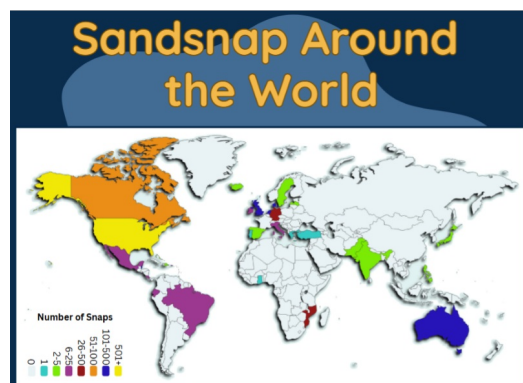 Sandsnap Around
the World
Number of Snaps
0
1
2-5
6-25
26-50
51-100
101-500
501+